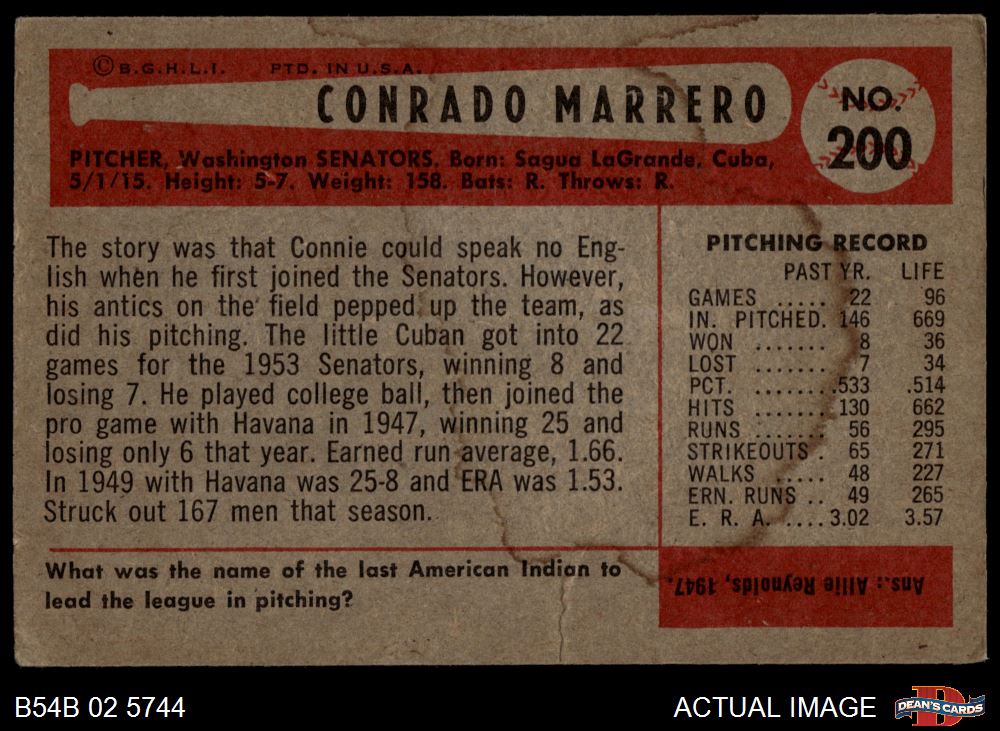 © B.G.H.L.I. PTD. IN U.S.A.
CONRADO MARRERO
NO.
200
PITCHER, Washington SENATORS. Born: Sagua LaGrande, Cuba,
5/1/15. Height: 5-7. Weight: 158. Bats: R. Throws: R.
The story was that Connie could speak no Eng-
lish when he first joined the Senators. However,
his antics on the field pepped up the team, as
did his pitching. The little Cuban got into 22
games for the 1953 Senators, winning 8 and
losing 7. He played college ball, then joined the
pro game with Havana in 1947, winning 25 and
losing only 6 that year. Earned run average, 1.66.
In 1949 with Havana was 25-8 and ERA was 1.53.
Struck out 167 men that season.
PITCHING RECORD
PAST YR. LIFE
GAMES ..... 22 96
IN. PITCHED. 146 669
WON ....... 8 36
LOST ....... 7 34
PCT. ........ .533 .514
HITS ........ 130 662
RUNS ....... 56 295
STRIKEOUTS . 65 271
WALKS ..... 48 227
ERN. RUNS .. 49 265
E. R. A. .... 3.02 3.57
What was the name of the last American Indian to
lead the league in pitching?
Ans.: Allie Reynolds, 1947.
B54B 02 5744
ACTUAL IMAGE
D
DEAN'S CARDS